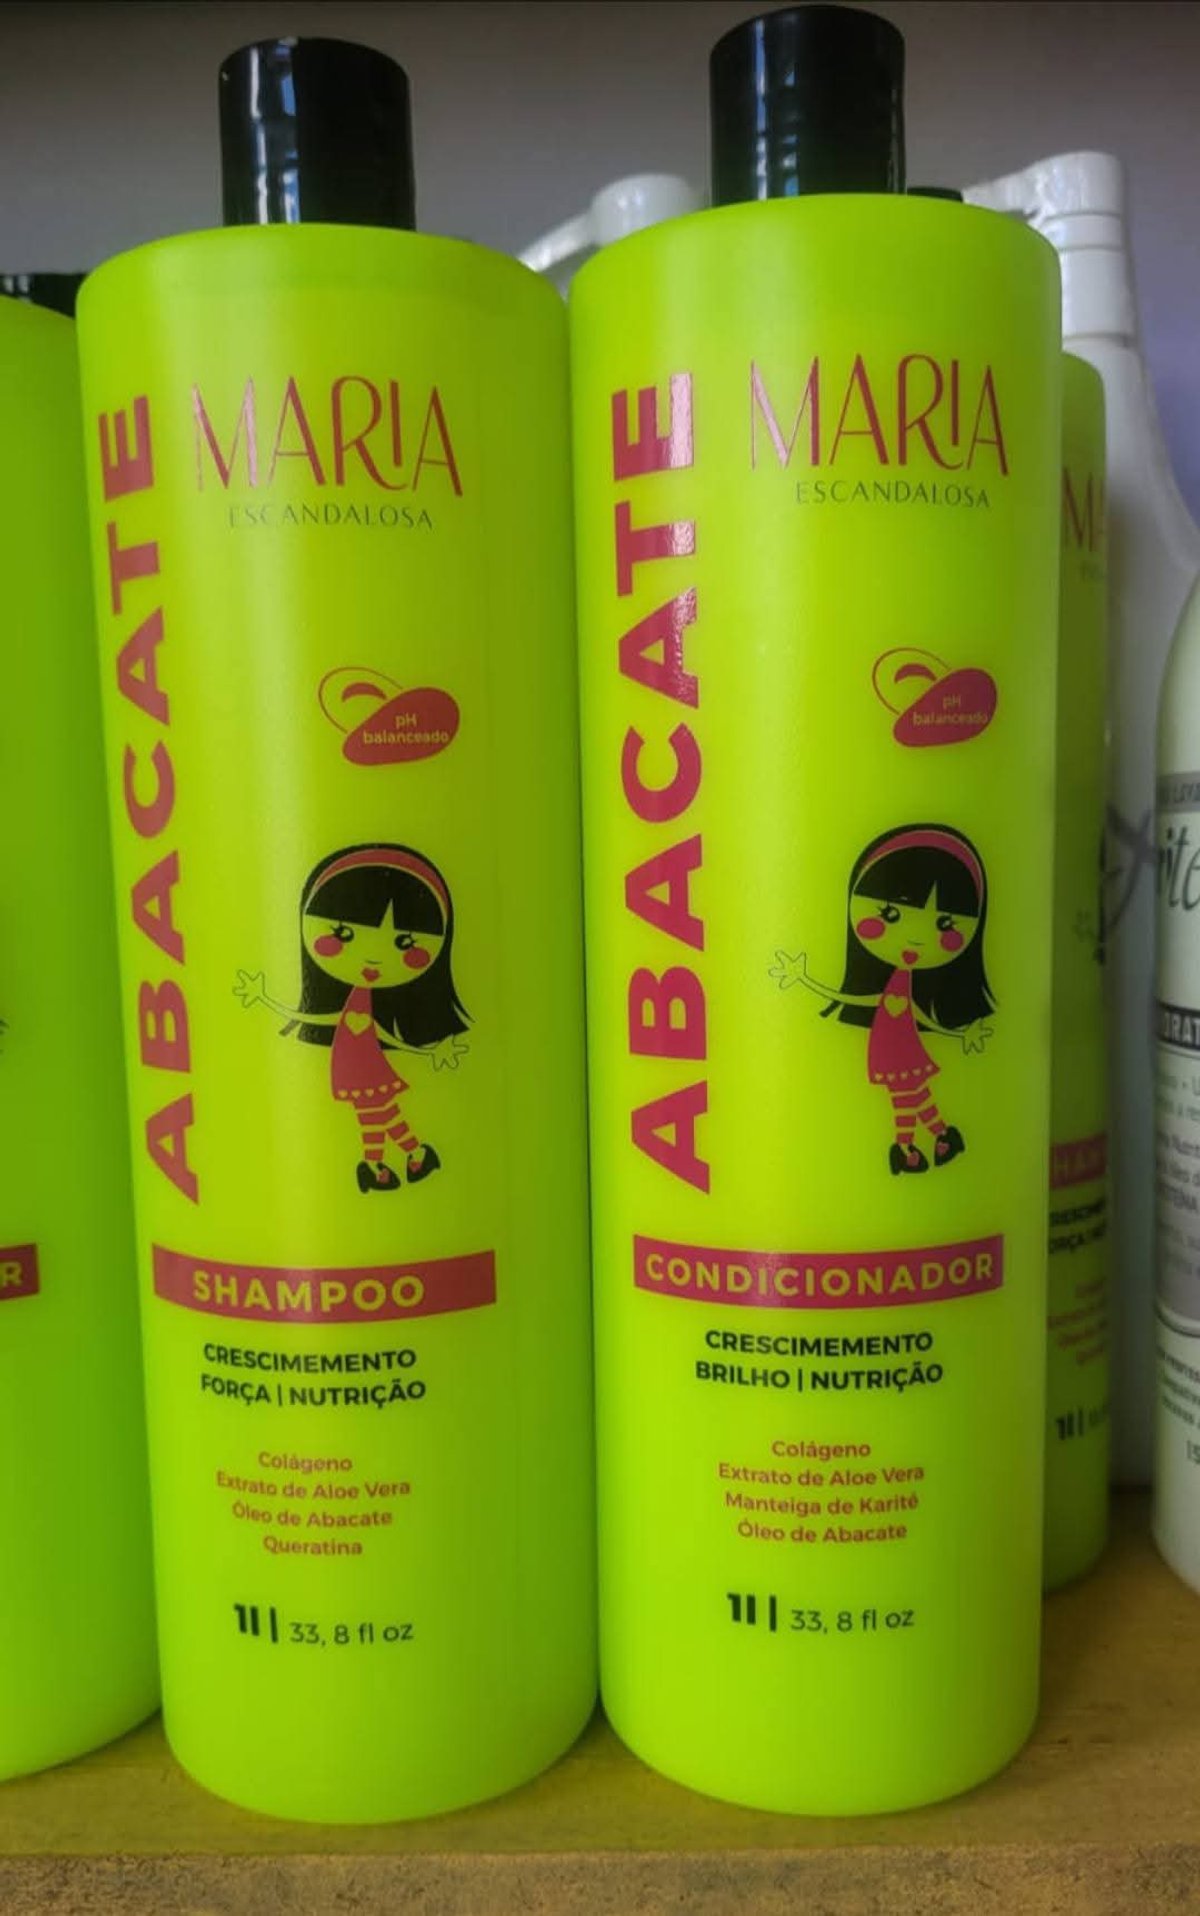 ABACATE
MARIA
ESCANDALOSA
pH
balanceado
SHAMPOO
CRESCIMEMENTO
FORÇA | NUTRIÇÃO
Colágeno
Extrato de Aloe Vera
Óleo de Abacate
Queratina
1l | 33, 8 fl oz
ABACATE
MARIA
ESCANDALOSA
pH
balanceado
CONDICIONADOR
CRESCIMEMENTO
BRILHO | NUTRIÇÃO
Colágeno
Extrato de Aloe Vera
Manteiga de Karité
Óleo de Abacate
1l | 33, 8 fl oz